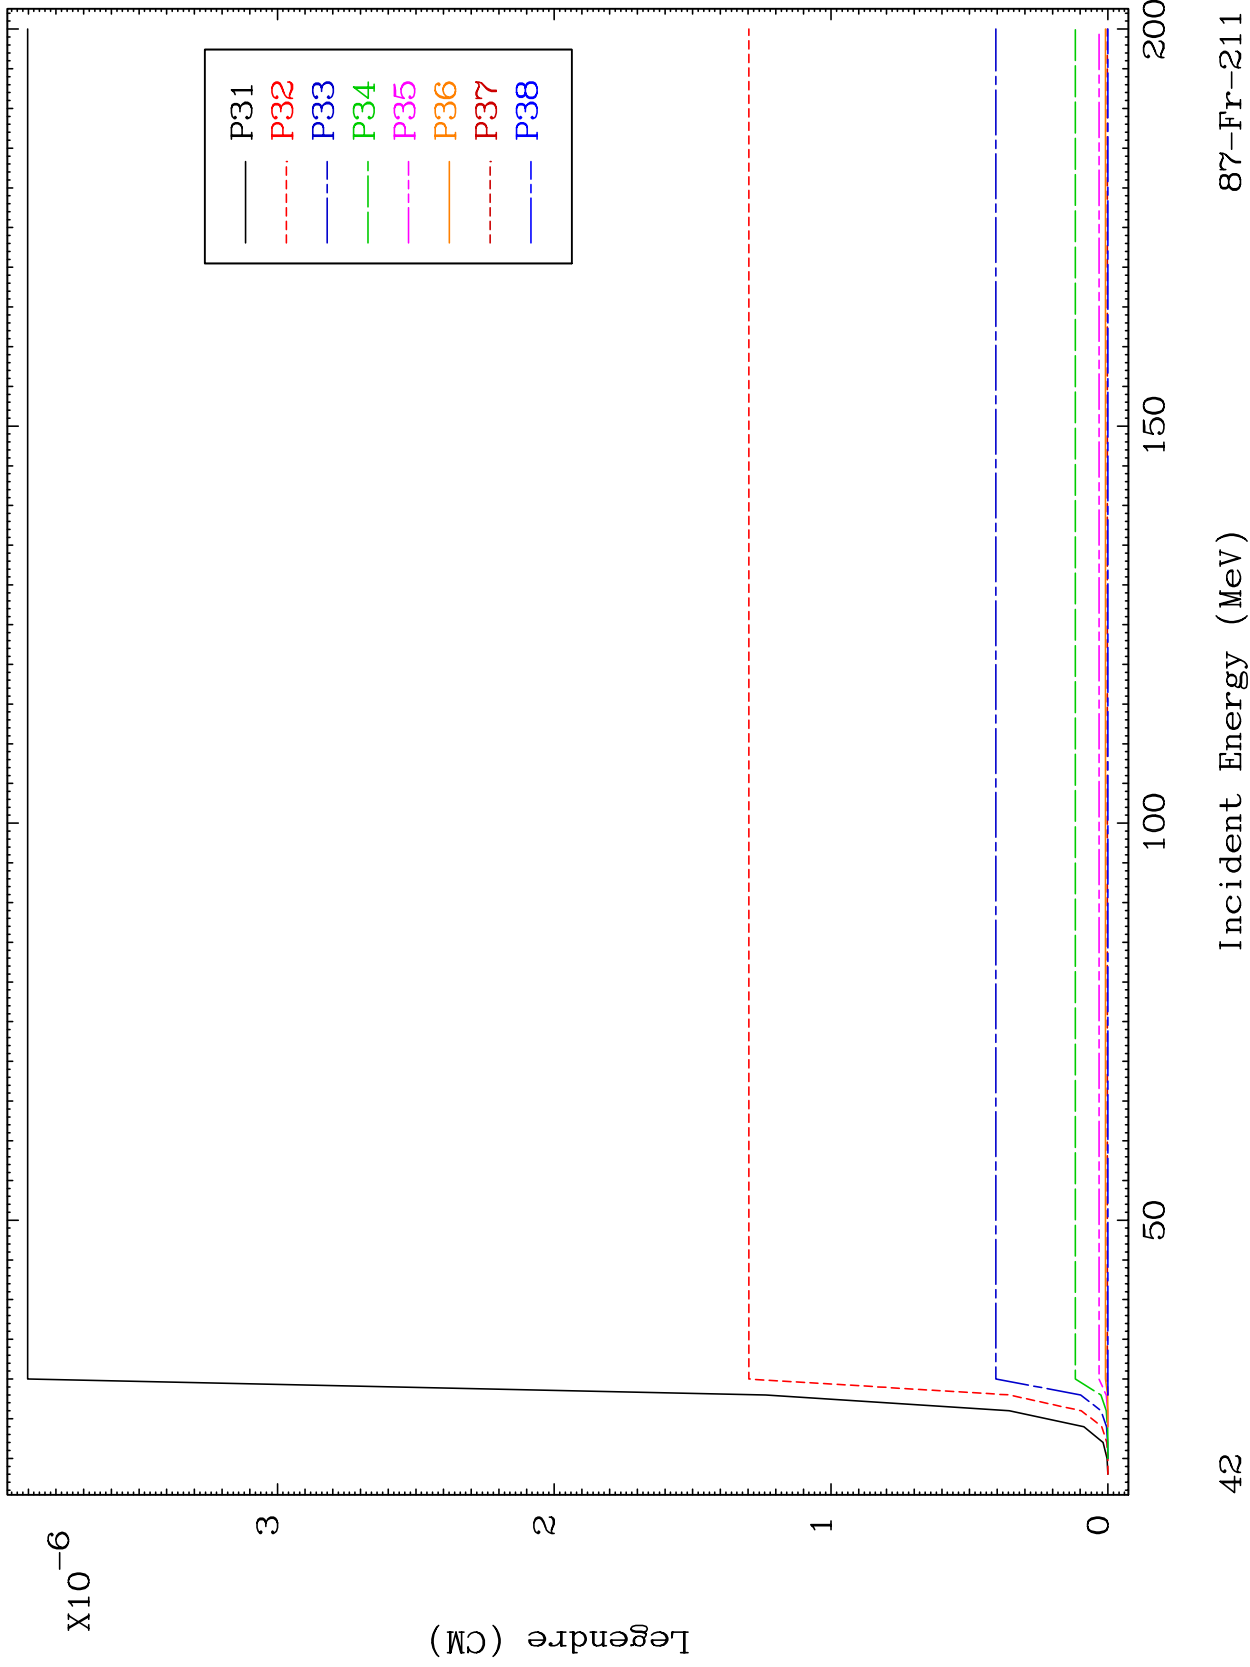 X10-6
3
2
1
0
Legendre (CM)
P31
P32
P33
P34
P35
P36
P37
P38
50
100
150
200
42
Incident Energy (MeV)
87-Fr-211